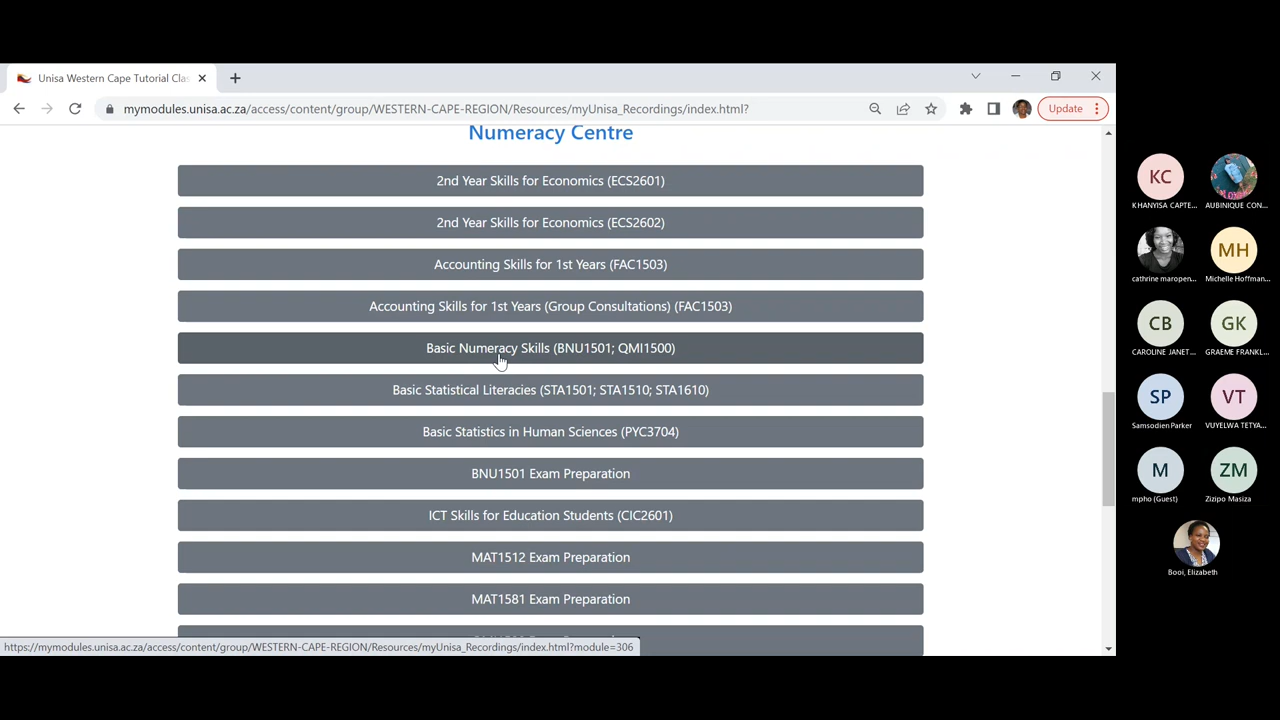 Unisa Western Cape Tutorial Clas
mymodules.unisa.ac.za/access/content/group/WESTERN-CAPE-REGION/Resources/myUnisa_Recordings/index.html?
Update
Numeracy Centre
2nd Year Skills for Economics (ECS2601)
2nd Year Skills for Economics (ECS2602)
Accounting Skills for 1st Years (FAC1503)
Accounting Skills for 1st Years (Group Consultations) (FAC1503)
Basic Numeracy Skills (BNU1501; QMI1500)
Basic Statistical Literacies (STA1501; STA1510; STA1610)
Basic Statistics in Human Sciences (PYC3704)
BNU1501 Exam Preparation
ICT Skills for Education Students (CIC2601)
MAT1512 Exam Preparation
MAT1581 Exam Preparation
https://mymodules.unisa.ac.za/access/content/group/WESTERN-CAPE-REGION/Resources/myUnisa_Recordings/index.html?module=306
KC
KHANYISA CAPTE...
AUBINIQUE CON...
cathrine maropen...
MH
Michelle Hoffman...
CB
CAROLINE JANET...
GK
GRAEME FRANKL...
SP
Samsodien Parker
VT
VUYELWA TETYA...
M
mpho (Guest)
ZM
Zizipo Masiza
Booi, Elizabeth